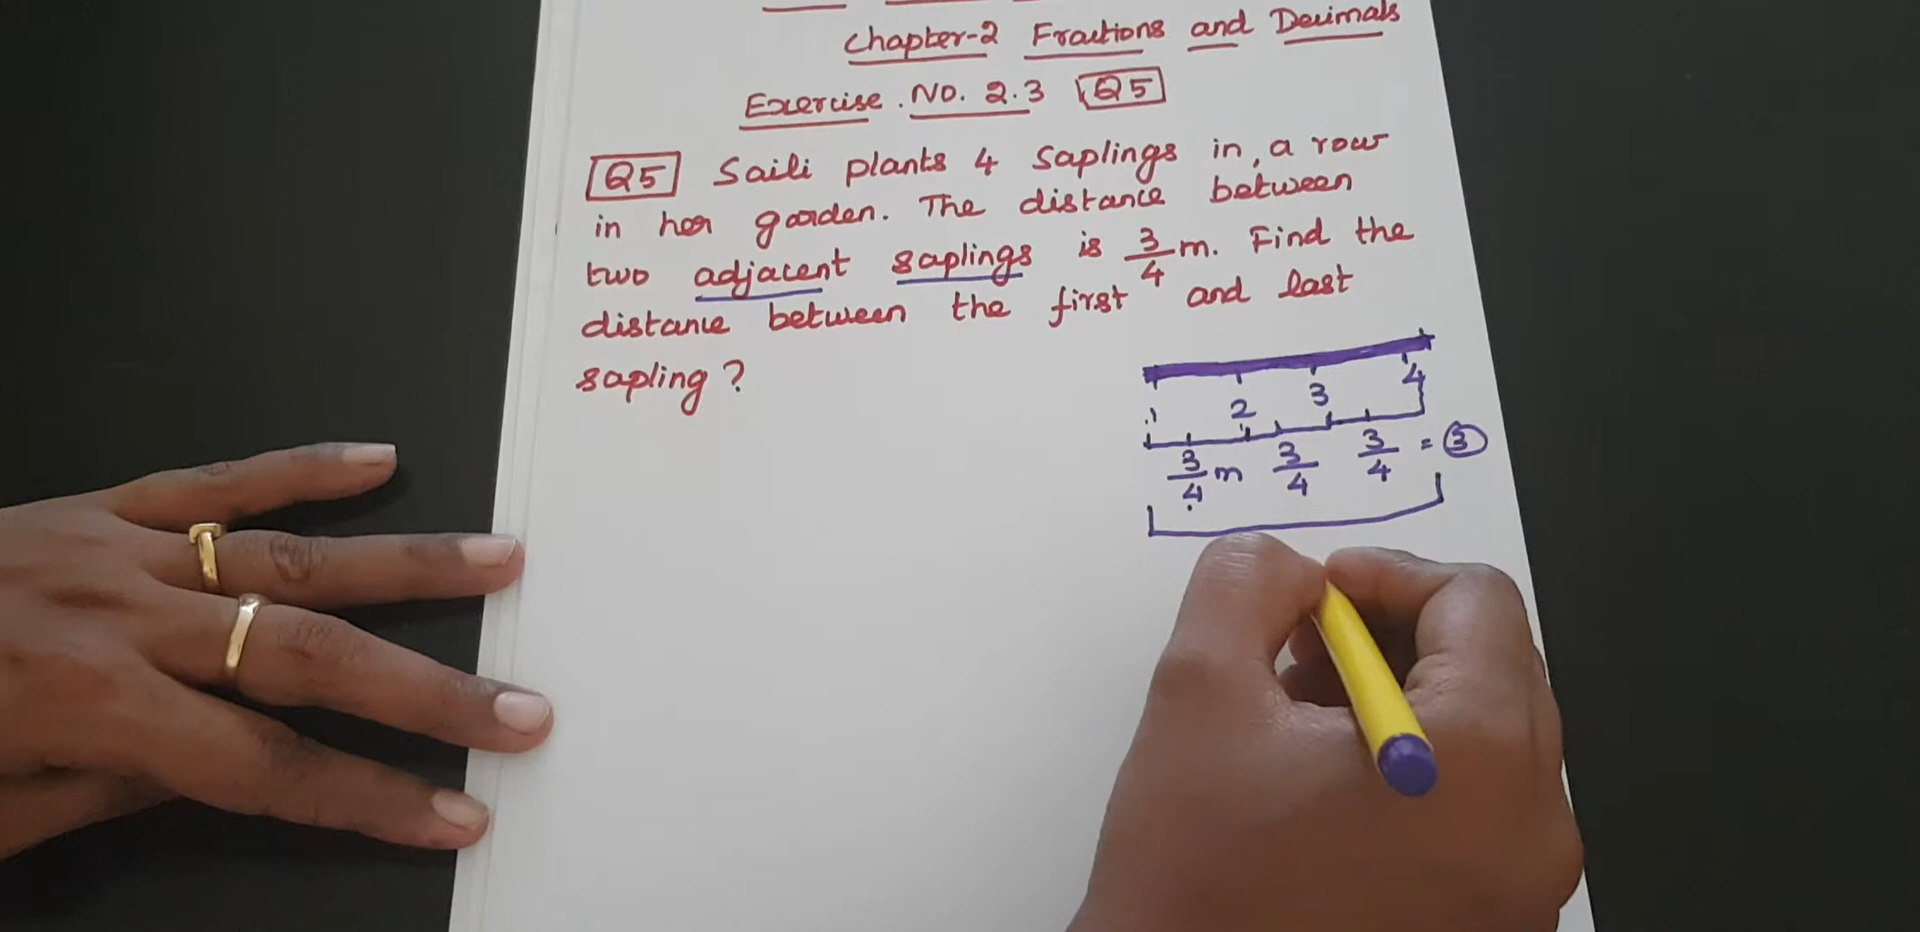 Chapter-2 Fractions and Decimals
Exercise. No. 2.3 Q5
Q5 Saili plants 4 saplings in, a row
in her garden. The distance between
two adjacent saplings is 3/4 m. Find the
distance between the first and last
sapling?
1 2 3 4
3/4 m 3/4 3/4 = 3